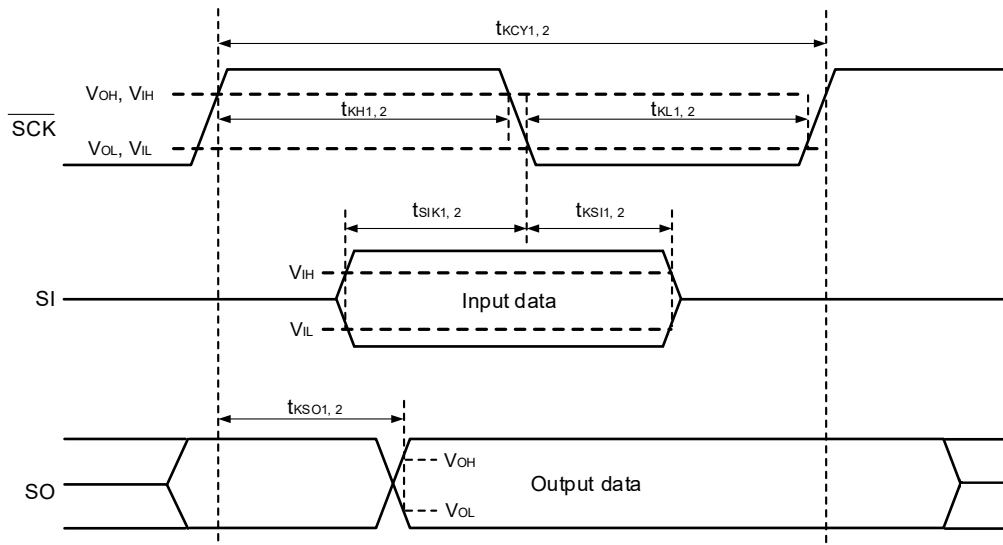 tKCY1, 2
VOH, VIH
tKH1, 2
tKL1, 2
SCK
VOL, VIL
tSIK1, 2
tKSI1, 2
VIH
SI
Input data
VIL
tKSO1, 2
VOH
SO
Output data
VOL